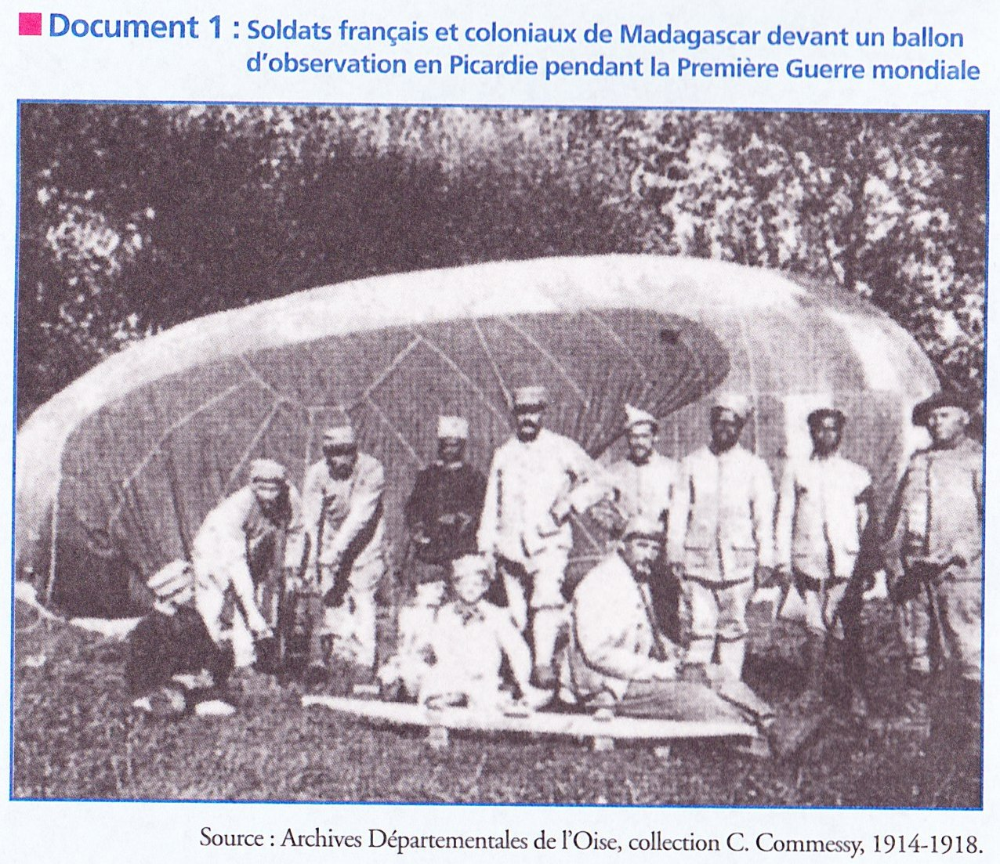 Document 1 : Soldats français et coloniaux de Madagascar devant un ballon
d'observation en Picardie pendant la Première Guerre mondiale
Source : Archives Départementales de l'Oise, collection C. Commessy, 1914-1918.